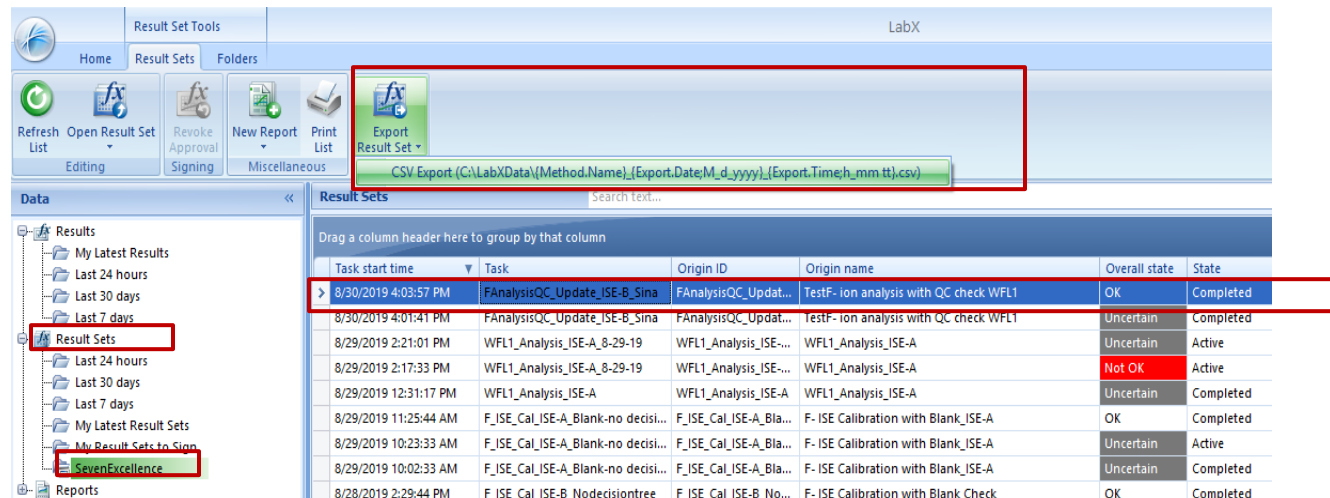 Result Set Tools
LabX
Home Result Sets Folders
Refresh List
Open Result Set
Revoke Approval
New Report
Print List
Export Result Set
Editing Signing Miscellaneous
CSV Export (C:\LabXData\{Method.Name}_{Export.Date;M_d_yyyy}_{Export.Time;h_mm tt}.csv)
Data «
Result Sets Search text...
Results
My Latest Results
Last 24 hours
Last 30 days
Last 7 days
Result Sets
Last 24 hours
Last 30 days
Last 7 days
My Latest Result Sets
My Result Sets to Sign
SevenExcellence
Reports
Drag a column header here to group by that column
Task start time Task Origin ID Origin name Overall state State
8/30/2019 4:03:57 PM FAnalysisQC_Update_ISE-B_Sina FAnalysisQC_Updat... TestF- ion analysis with QC check WFL1 OK Completed
8/30/2019 4:01:41 PM FAnalysisQC_Update_ISE-B_Sina FAnalysisQC_Updat... TestF- ion analysis with QC check WFL1 Uncertain Completed
8/29/2019 2:21:01 PM WFL1_Analysis_ISE-A_8-29-19 WFL1_Analysis_ISE-... WFL1_Analysis_ISE-A Uncertain Active
8/29/2019 2:17:33 PM WFL1_Analysis_ISE-A_8-29-19 WFL1_Analysis_ISE-... WFL1_Analysis_ISE-A Not OK Active
8/29/2019 12:31:17 PM WFL1_Analysis_ISE-A WFL1_Analysis_ISE-A WFL1_Analysis_ISE-A Uncertain Completed
8/29/2019 11:25:44 AM F_ISE_Cal_ISE-A_Blank-no decisi... F_ISE_Cal_ISE-A_Bla... F- ISE Calibration with Blank_ISE-A OK Completed
8/29/2019 10:23:33 AM F_ISE_Cal_ISE-A_Blank-no decisi... F_ISE_Cal_ISE-A_Bla... F- ISE Calibration with Blank_ISE-A Uncertain Active
8/29/2019 10:02:33 AM F_ISE_Cal_ISE-A_Blank-no decisi... F_ISE_Cal_ISE-A_Bla... F- ISE Calibration with Blank_ISE-A Uncertain Completed
8/28/2019 2:29:44 PM F_ISE_Cal_ISE-B_Nodecisiontree F_ISE_Cal_ISE-B_No... F- ISE Calibration with Blank Check OK Completed